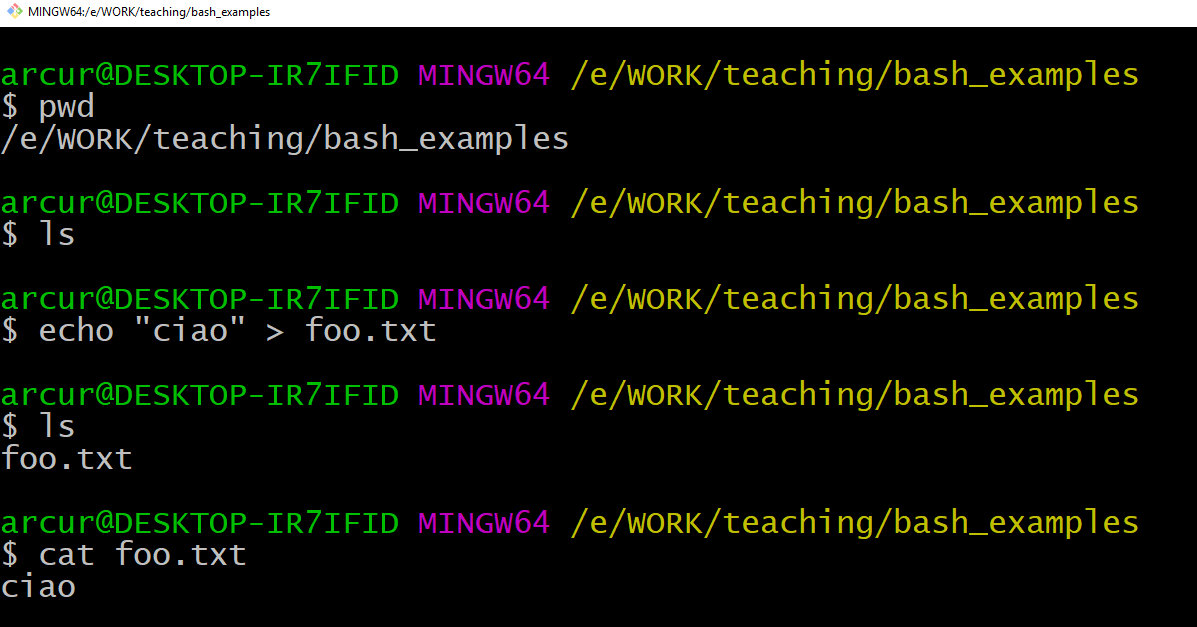 MINGW64:/e/WORK/teaching/bash_examples
arcur@DESKTOP-IR7IFID MINGW64 /e/WORK/teaching/bash_examples
$ pwd
/e/WORK/teaching/bash_examples
arcur@DESKTOP-IR7IFID MINGW64 /e/WORK/teaching/bash_examples
$ ls
arcur@DESKTOP-IR7IFID MINGW64 /e/WORK/teaching/bash_examples
$ echo "ciao" > foo.txt
arcur@DESKTOP-IR7IFID MINGW64 /e/WORK/teaching/bash_examples
$ ls
foo.txt
arcur@DESKTOP-IR7IFID MINGW64 /e/WORK/teaching/bash_examples
$ cat foo.txt
ciao